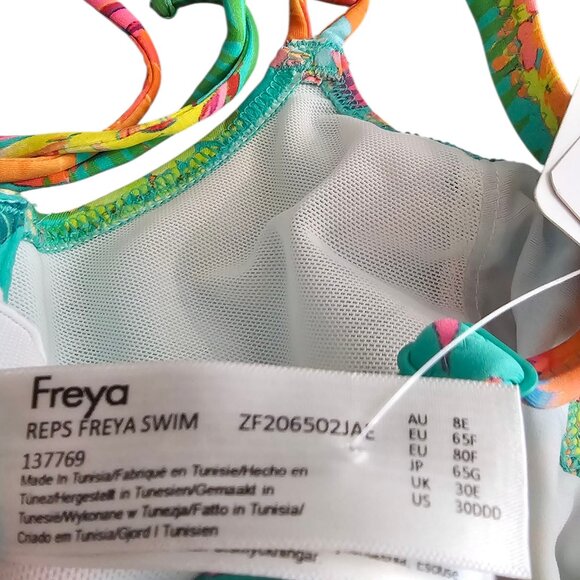 Freya
REPS FREYA SWIM ZF206502JAE
137769
Made in Tunisia/Fabriqué en Tunisie/Hecho en
Túnez/Hergestellt in Tunesien/Gemaakt in
Tunesië/Wykonane w Tunezja/Fatto in Tunisia/
Criado em Tunísia/Gjord I Tunisien
AU 8E
EU 65F
EU 80F
JP 65G
UK 30E
US 30DDD